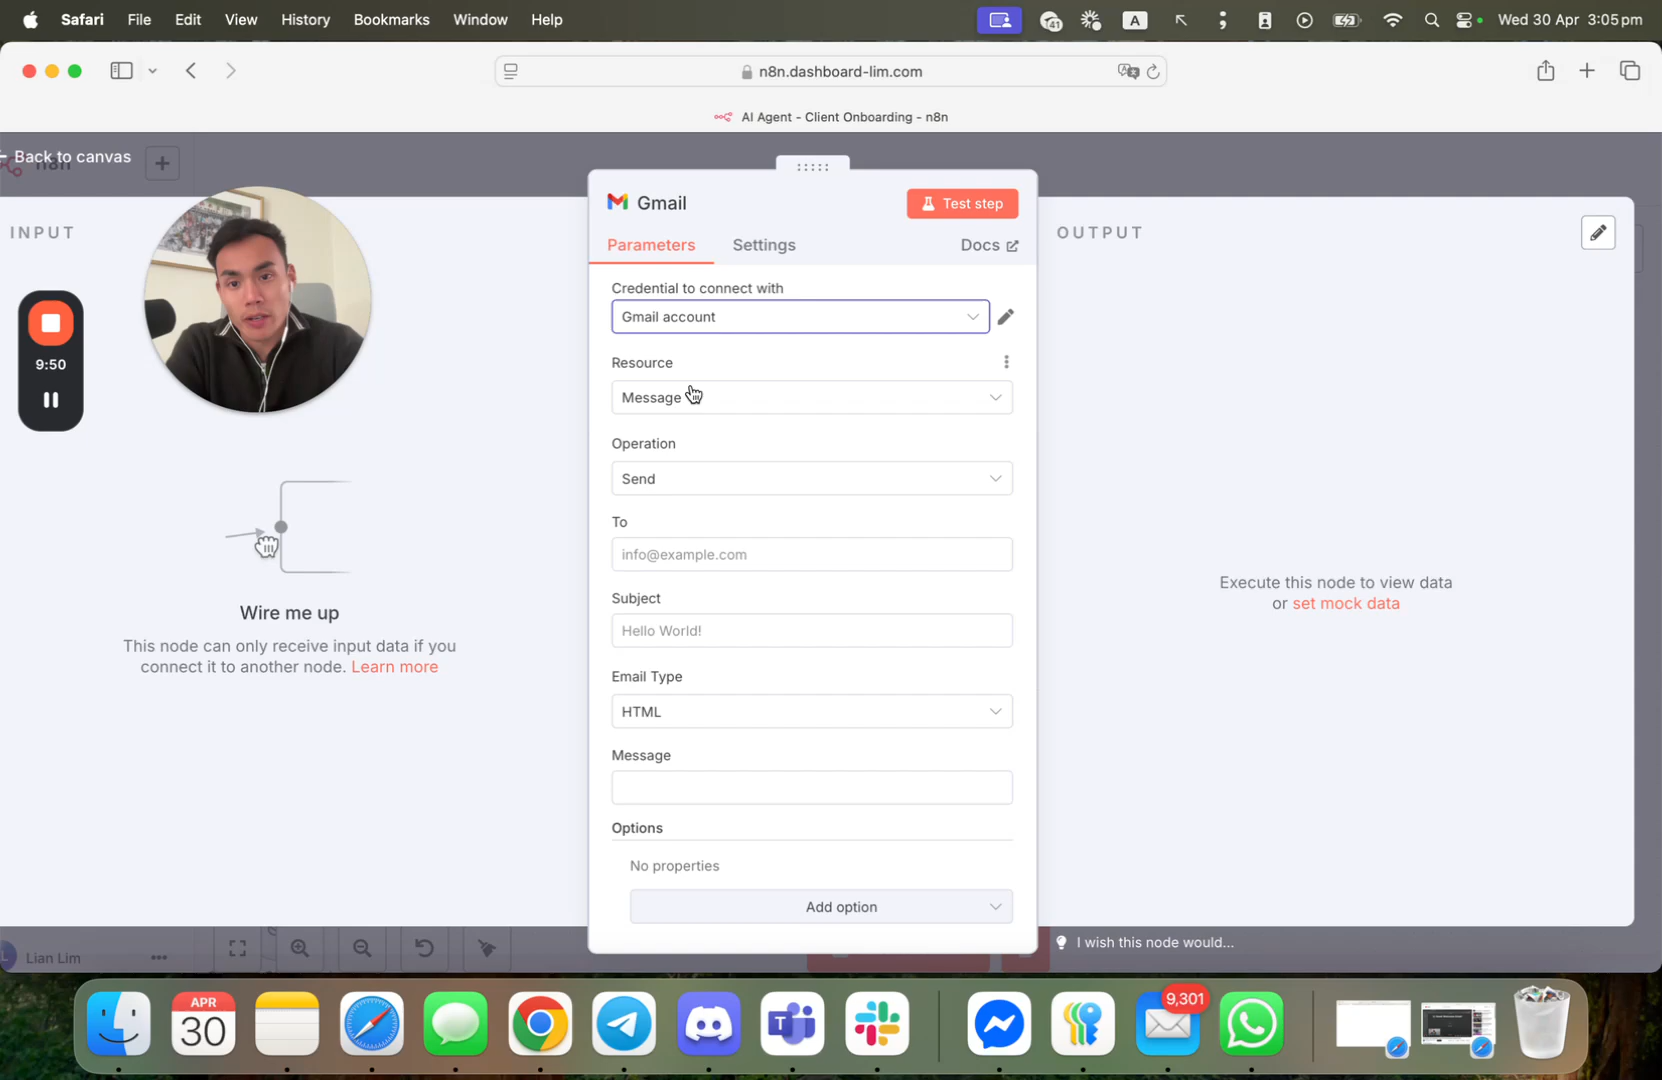 Safari File Edit View History Bookmarks Window Help
41
A
Wed 30 Apr 3:05 pm
n8n.dashboard-lim.com
AI Agent - Client Onboarding - n8n
Back to canvas
n8n
INPUT
Gmail
Test step
OUTPUT
Parameters
Settings
Docs
9:50
Credential to connect with
Gmail account
Resource
Message
Operation
Send
To
info@example.com
Subject
Hello World!
Email Type
HTML
Message
Options
No properties
Add option
Wire me up
This node can only receive input data if you
connect it to another node. Learn more
Execute this node to view data
or set mock data
I wish this node would...
Lian Lim
APR
30
9,301